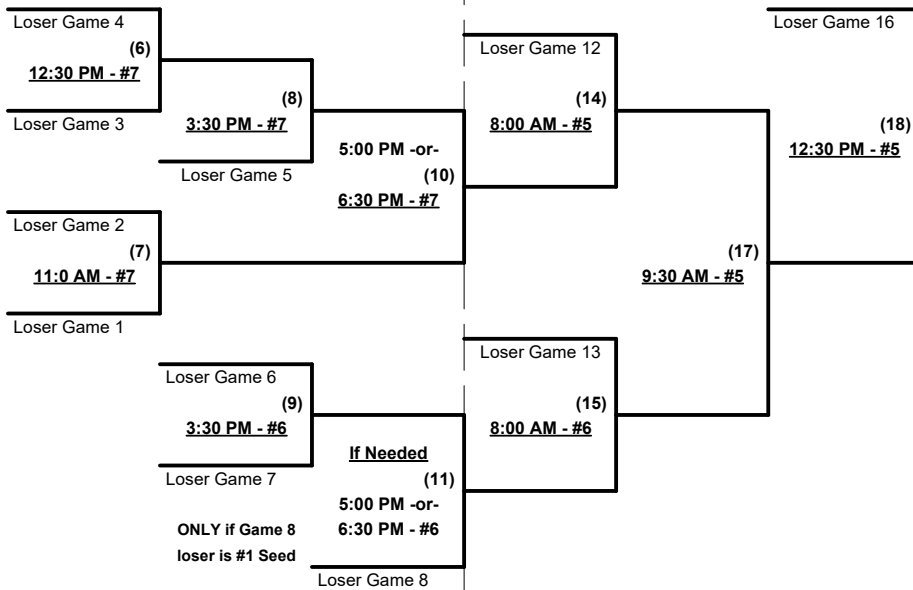 Loser Game 4
(6)
12:30 PM - #7
Loser Game 3
(8)
3:30 PM - #7
Loser Game 5
5:00 PM -or-
(10)
6:30 PM - #7
Loser Game 2
(7)
11:0 AM - #7
Loser Game 1
Loser Game 6
(9)
3:30 PM - #6
Loser Game 7
ONLY if Game 8
loser is #1 Seed
If Needed
(11)
5:00 PM -or-
6:30 PM - #6
Loser Game 8
Loser Game 12
(14)
8:00 AM - #5
Loser Game 13
(15)
8:00 AM - #6
(17)
9:30 AM - #5
Loser Game 16
(18)
12:30 PM - #5